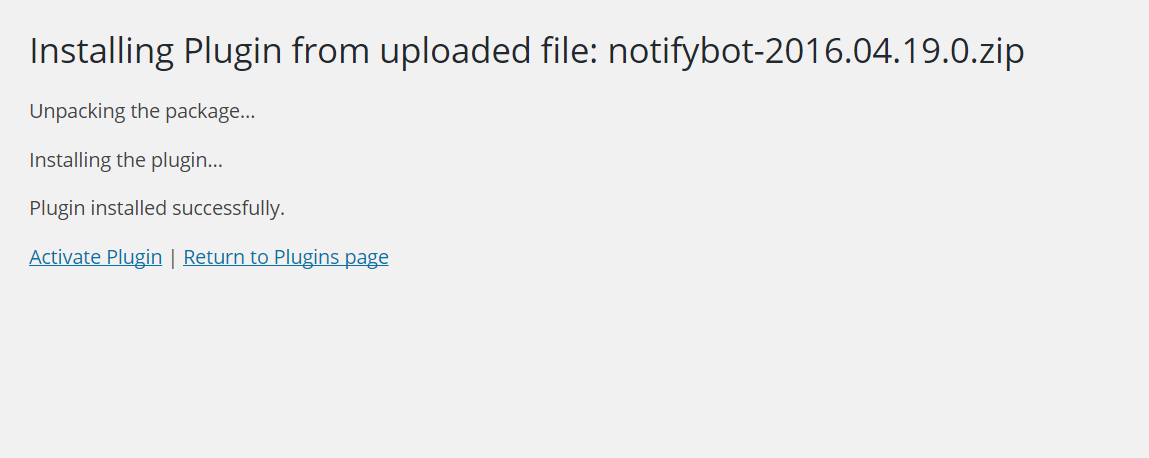 Installing Plugin from uploaded file: notifybot-2016.04.19.0.zip
Unpacking the package…
Installing the plugin…
Plugin installed successfully.
Activate Plugin | Return to Plugins page